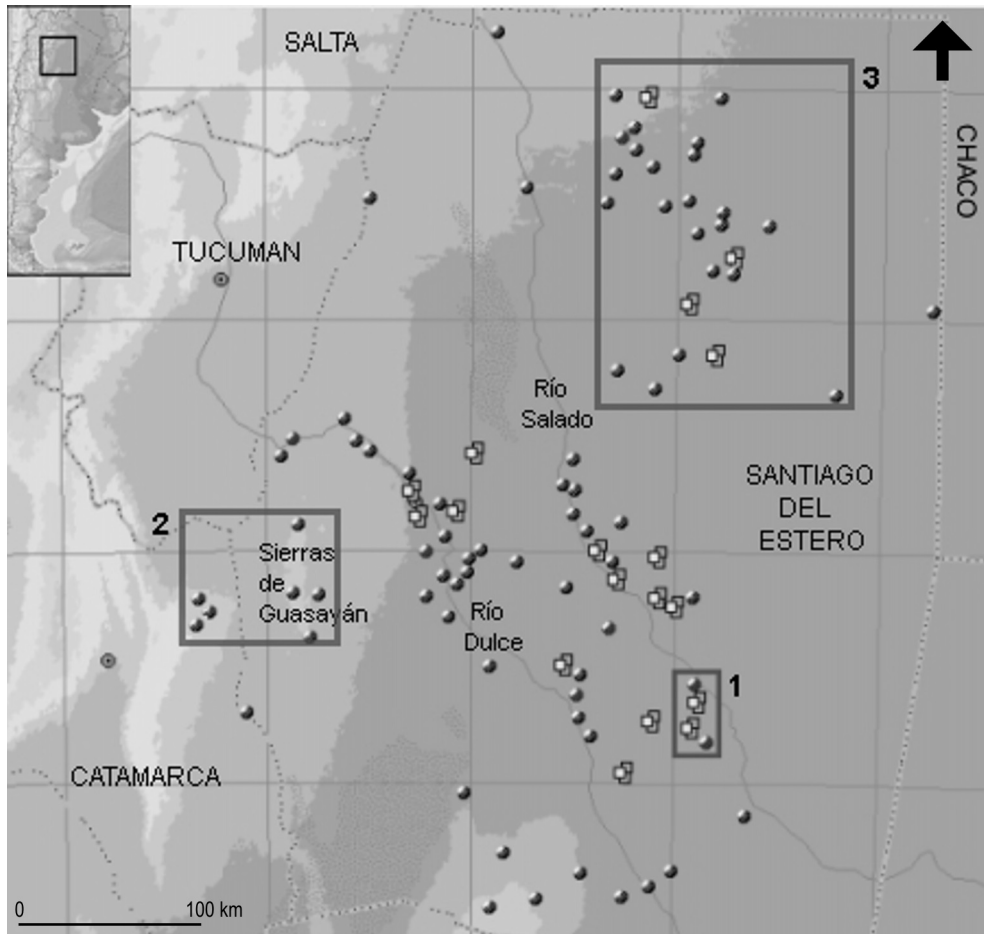 SALTA
3
CHACO
TUCUMAN
Río
Salado
SANTIAGO
DEL
ESTERO
2
Sierras
de
Guasayán
Río
Dulce
1
CATAMARCA
0 100 km